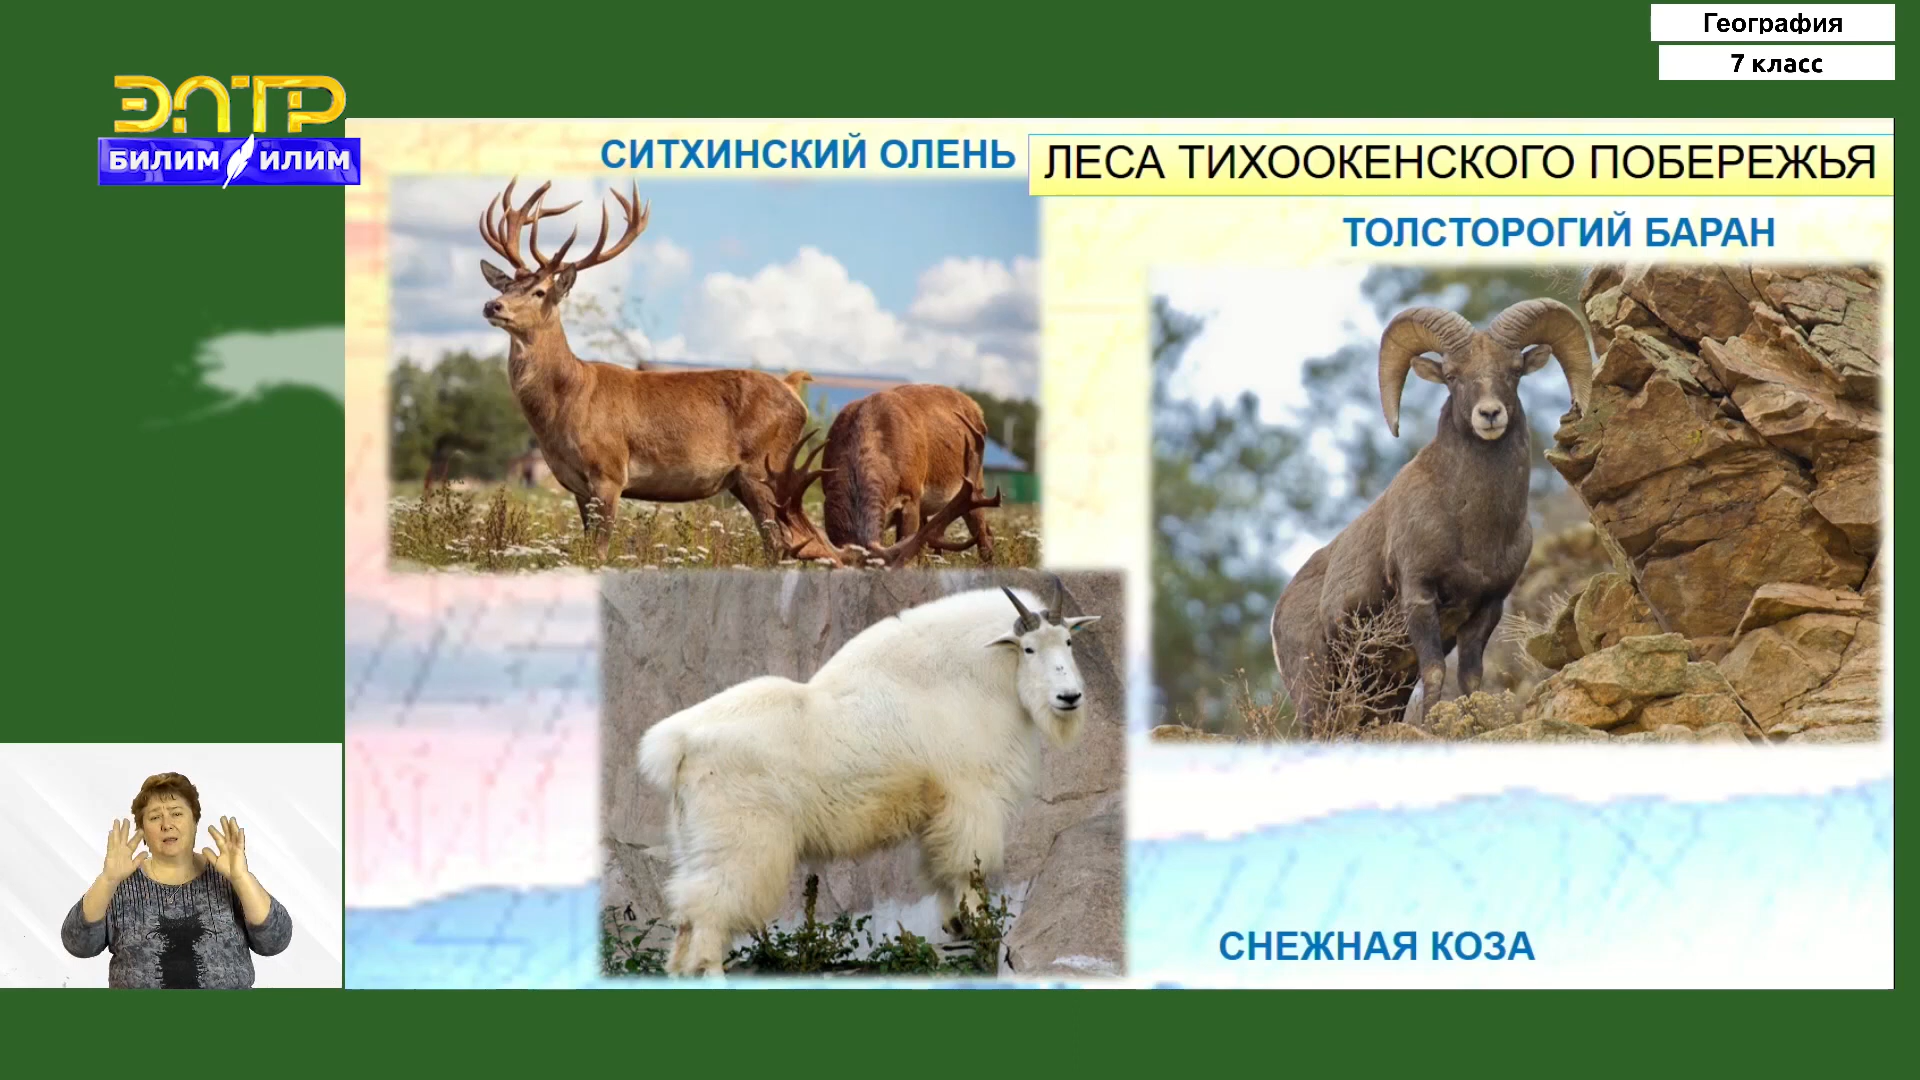 География
7 класс
ЭЛТР
БИЛИМ ИЛИМ
СИТХИНСКИЙ ОЛЕНЬ
ЛЕСА ТИХООКЕНСКОГО ПОБЕРЕЖЬЯ
ТОЛСТОРОГИЙ БАРАН
СНЕЖНАЯ КОЗА